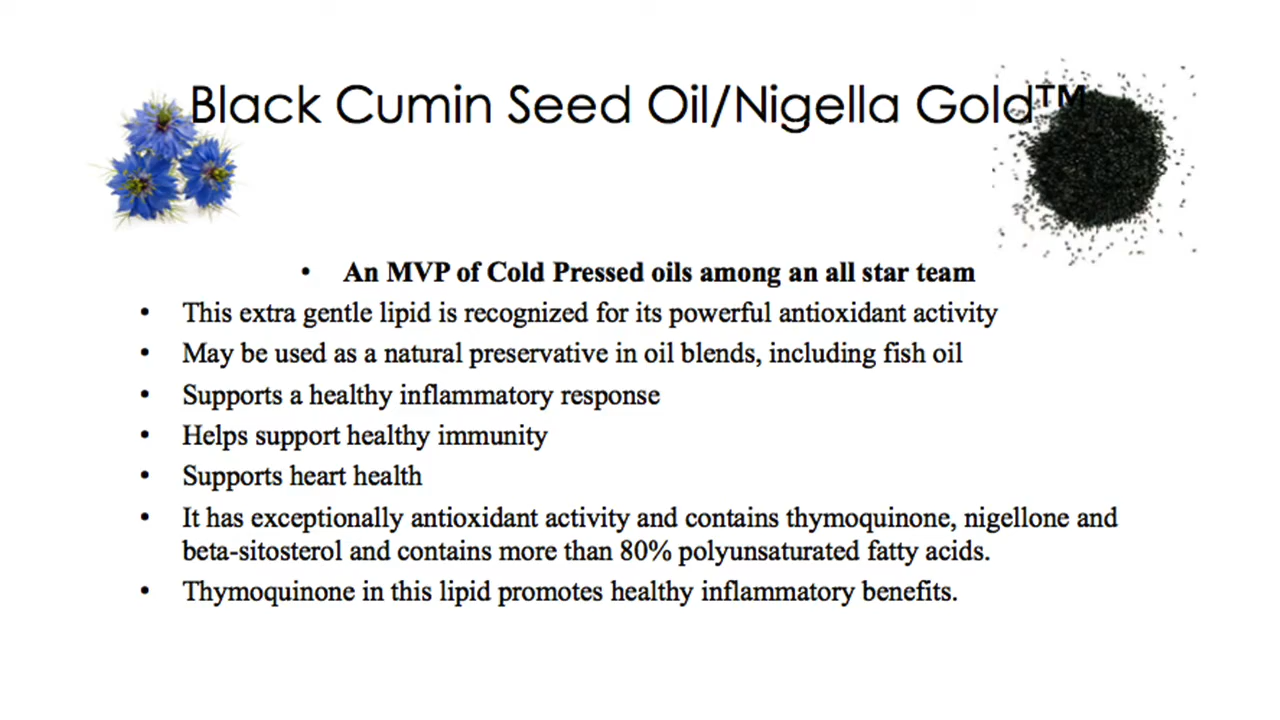 Black Cumin Seed Oil/Nigella Gold™
• An MVP of Cold Pressed oils among an all star team
• This extra gentle lipid is recognized for its powerful antioxidant activity
• May be used as a natural preservative in oil blends, including fish oil
• Supports a healthy inflammatory response
• Helps support healthy immunity
• Supports heart health
• It has exceptionally antioxidant activity and contains thymoquinone, nigellone and
beta-sitosterol and contains more than 80% polyunsaturated fatty acids.
• Thymoquinone in this lipid promotes healthy inflammatory benefits.